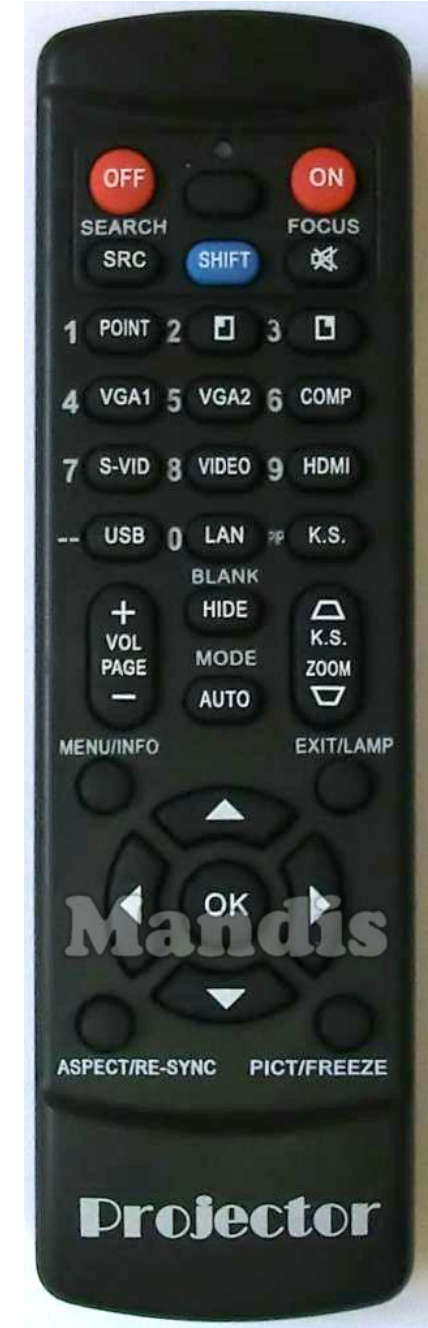 OFF ON
SEARCH FOCUS
SRC SHIFT
1 POINT 2 3
4 VGA1 5 VGA2 6 COMP
7 S-VID 8 VIDEO 9 HDMI
-- USB 0 LAN PIP K.S.
BLANK
+ HIDE
VOL K.S.
PAGE MODE ZOOM
− AUTO
MENU/INFO EXIT/LAMP
OK
Mandis
ASPECT/RE-SYNC PICT/FREEZE
Projector